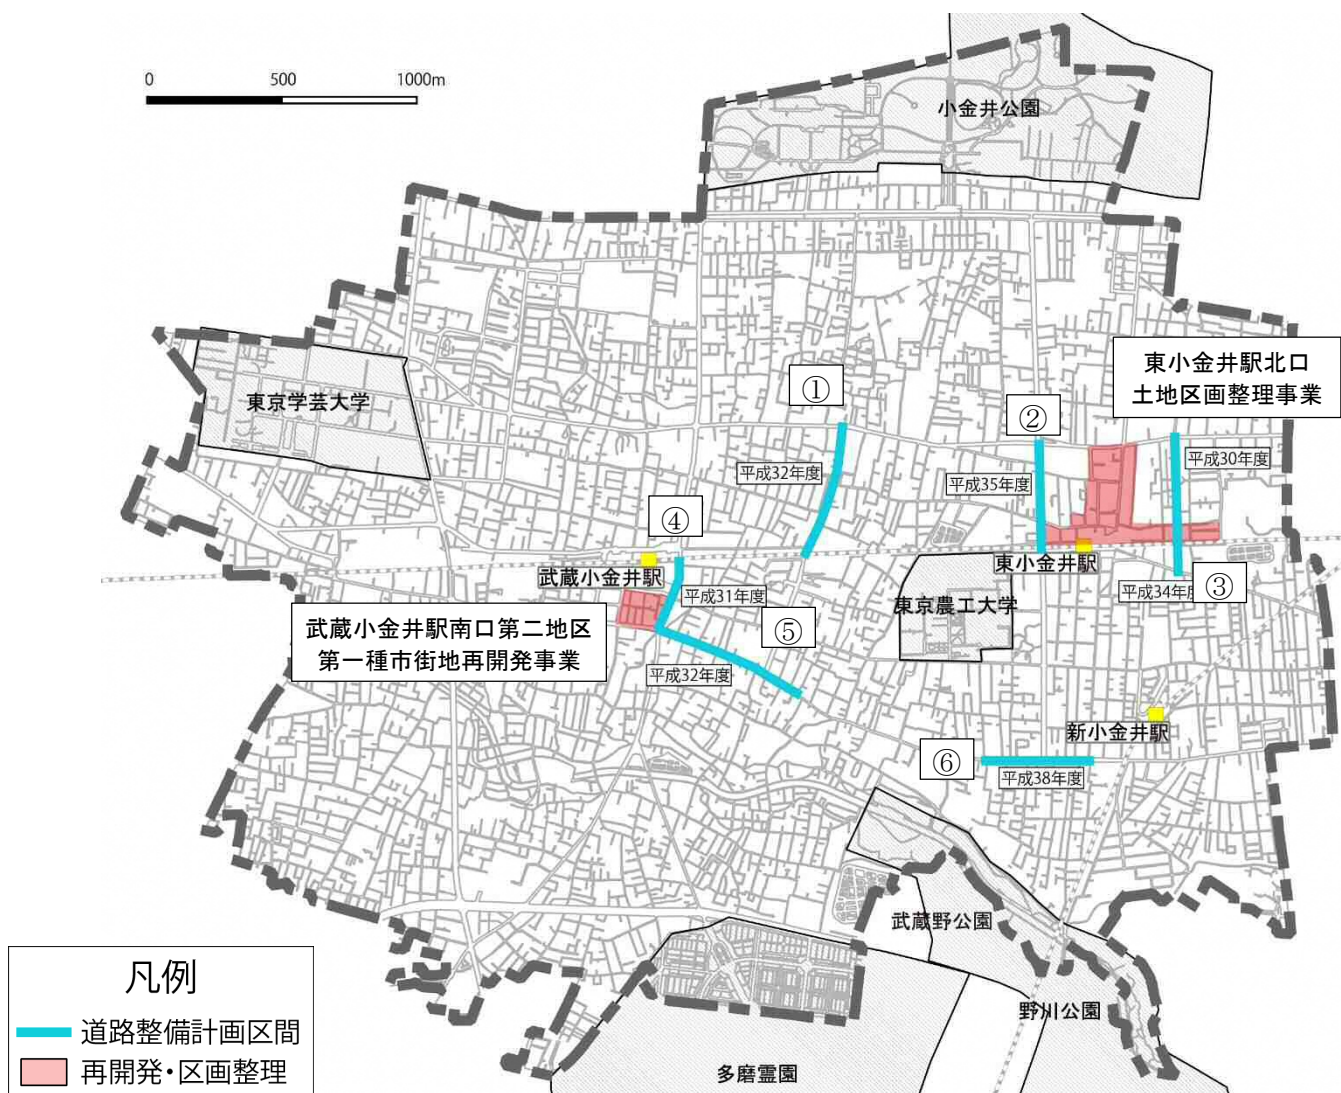 0 500 1000m
小金井公園
東小金井駅北口
土地区画整理事業
①
東京学芸大学
②
平成32年度
平成35年度
平成30年度
④
武蔵小金井駅
東小金井駅
平成31年度
東京農工大学
平成34年度
③
武蔵小金井駅南口第二地区
第一種市街地再開発事業
⑤
平成32年度
新小金井駅
⑥
平成38年度
武蔵野公園
野川公園
多磨霊園
凡例
道路整備計画区間
再開発・区画整理